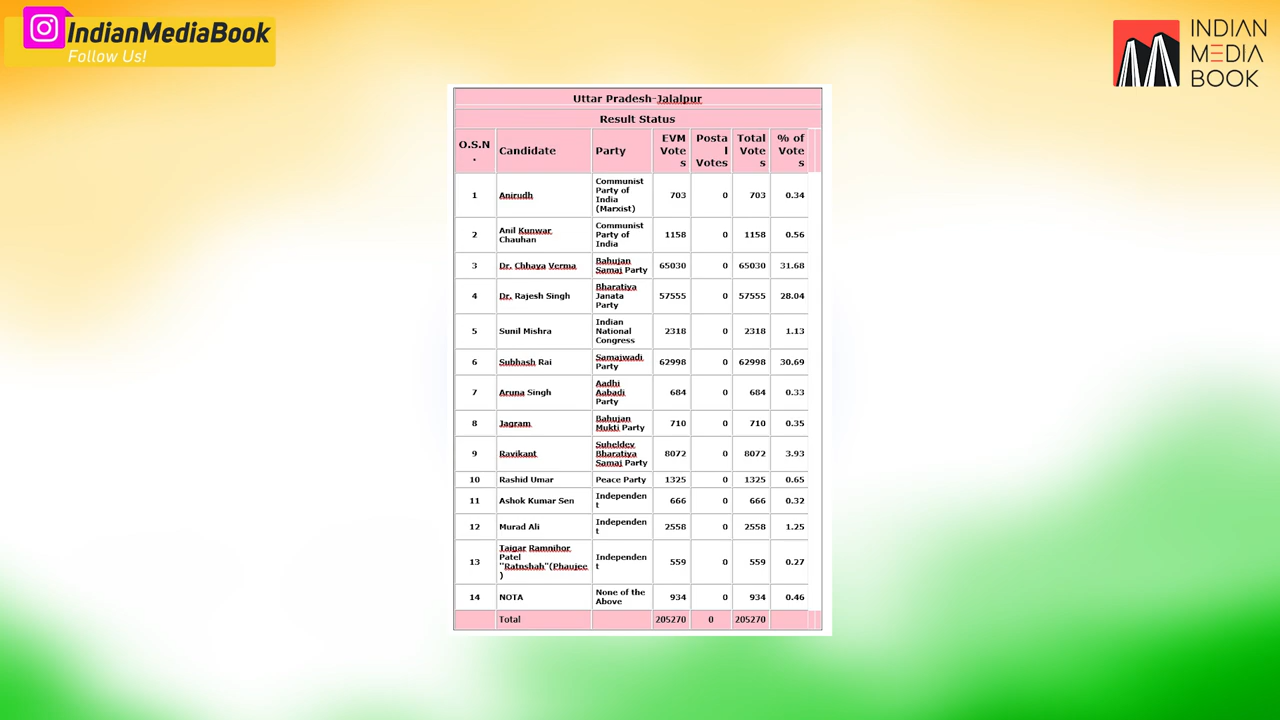 IndianMediaBook
Follow Us!
INDIAN
MEDIA
BOOK
Uttar Pradesh-Jalalpur
Result Status
O.S.N. Candidate Party EVM Votes Postal Votes Total Votes % of Votes
1 Anirudh Communist Party of India (Marxist) 703 0 703 0.34
2 Anil Kunwar Chauhan Communist Party of India 1158 0 1158 0.56
3 Dr. Chhaya Verma Bahujan Samaj Party 65030 0 65030 31.68
4 Dr. Rajesh Singh Bharatiya Janata Party 57555 0 57555 28.04
5 Sunil Mishra Indian National Congress 2318 0 2318 1.13
6 Subhash Rai Samajwadi Party 62998 0 62998 30.69
7 Aruna Singh Aadhi Aabadi Party 684 0 684 0.33
8 Jagram Bahujan Mukti Party 710 0 710 0.35
9 Ravikant Suheldev Bharatiya Samaj Party 8072 0 8072 3.93
10 Rashid Umar Peace Party 1325 0 1325 0.65
11 Ashok Kumar Sen Independent 666 0 666 0.32
12 Murad Ali Independent 2558 0 2558 1.25
13 Taigar Ramnihor Patel "Ratnshah"(Phaujee) Independent 559 0 559 0.27
14 NOTA None of the Above 934 0 934 0.46
Total 205270 0 205270